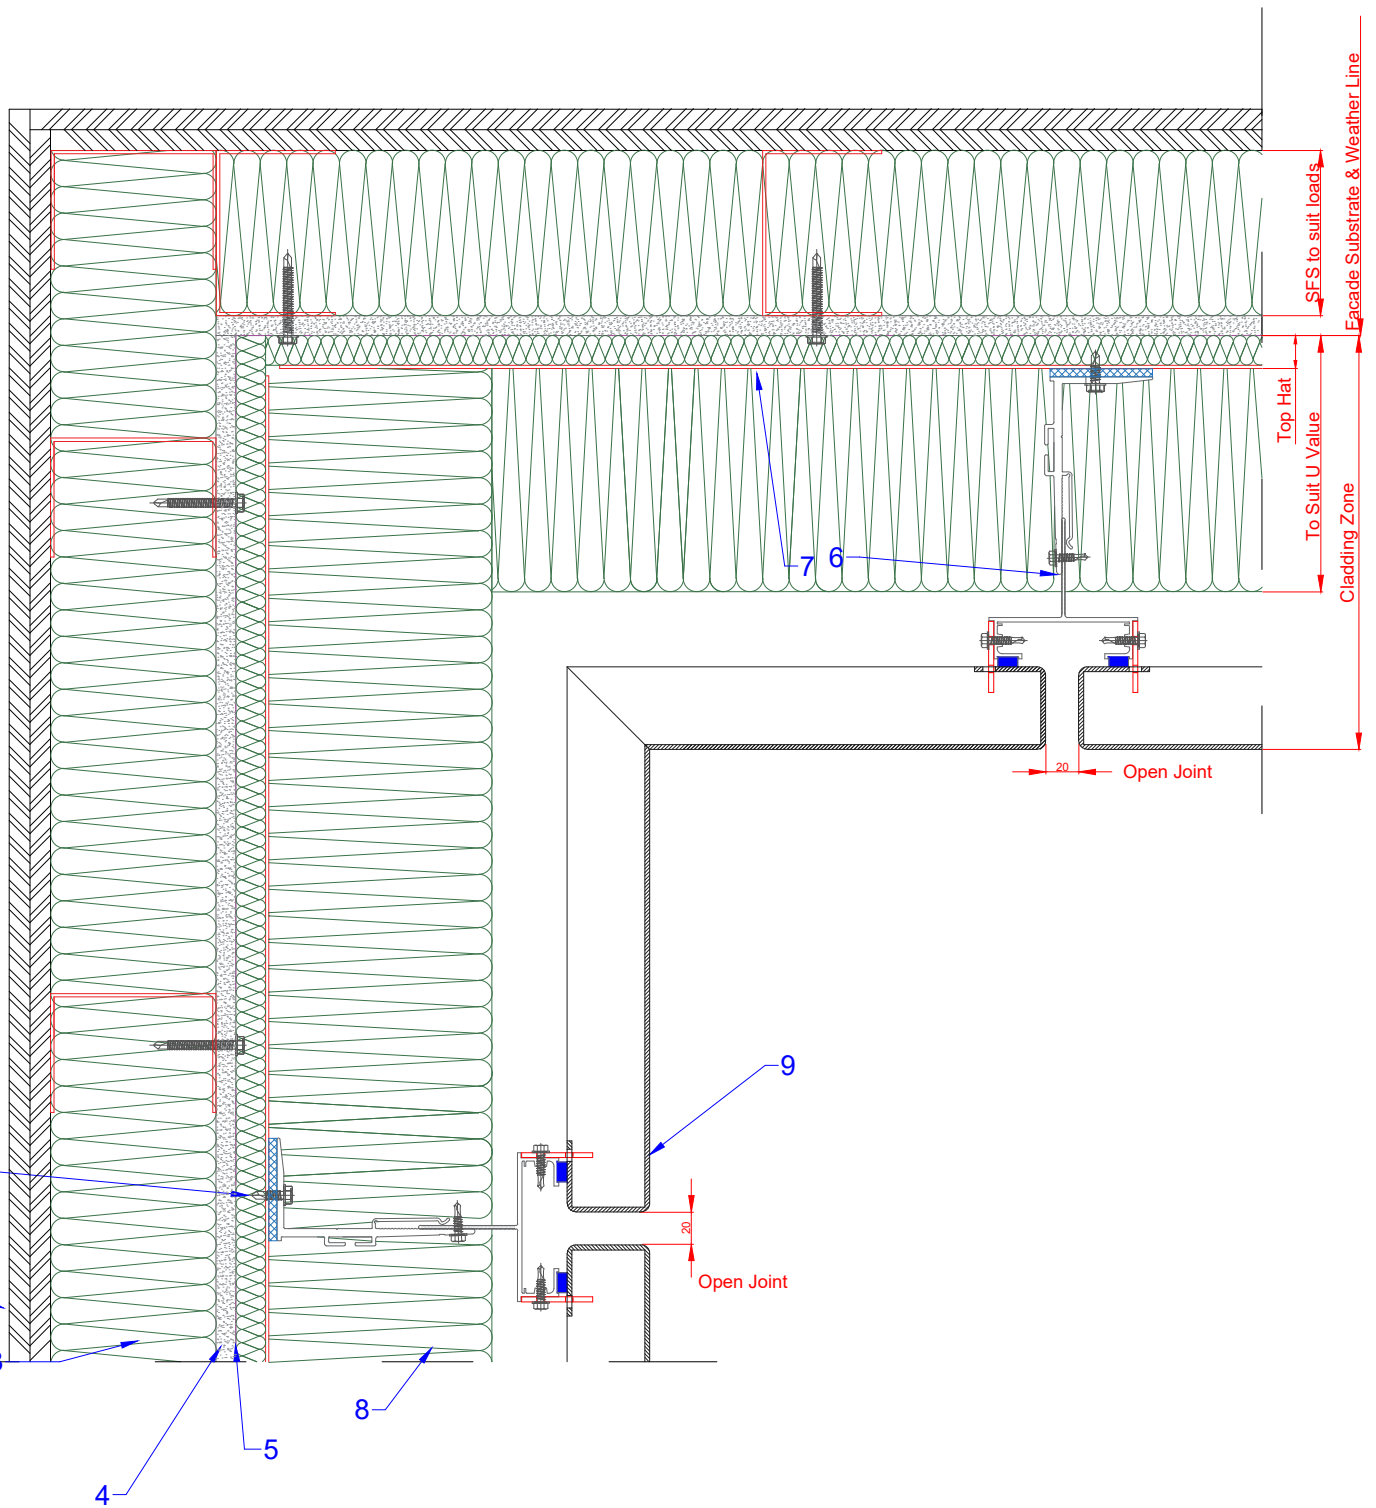 Facade Substrate & Weather Line
SFS to suit loads
Top Hat
To Suit U Value
Cladding Zone
7
6
20
Open Joint
9
20
Open Joint
8
5
4